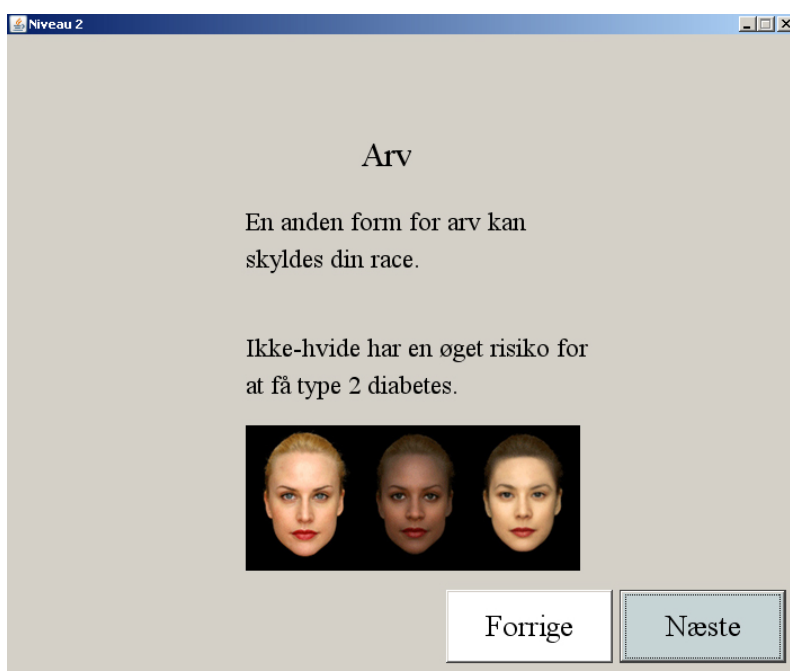 Niveau 2
Arv
En anden form for arv kan
skyldes din race.
Ikke-hvide har en øget risiko for
at få type 2 diabetes.
Forrige
Næste